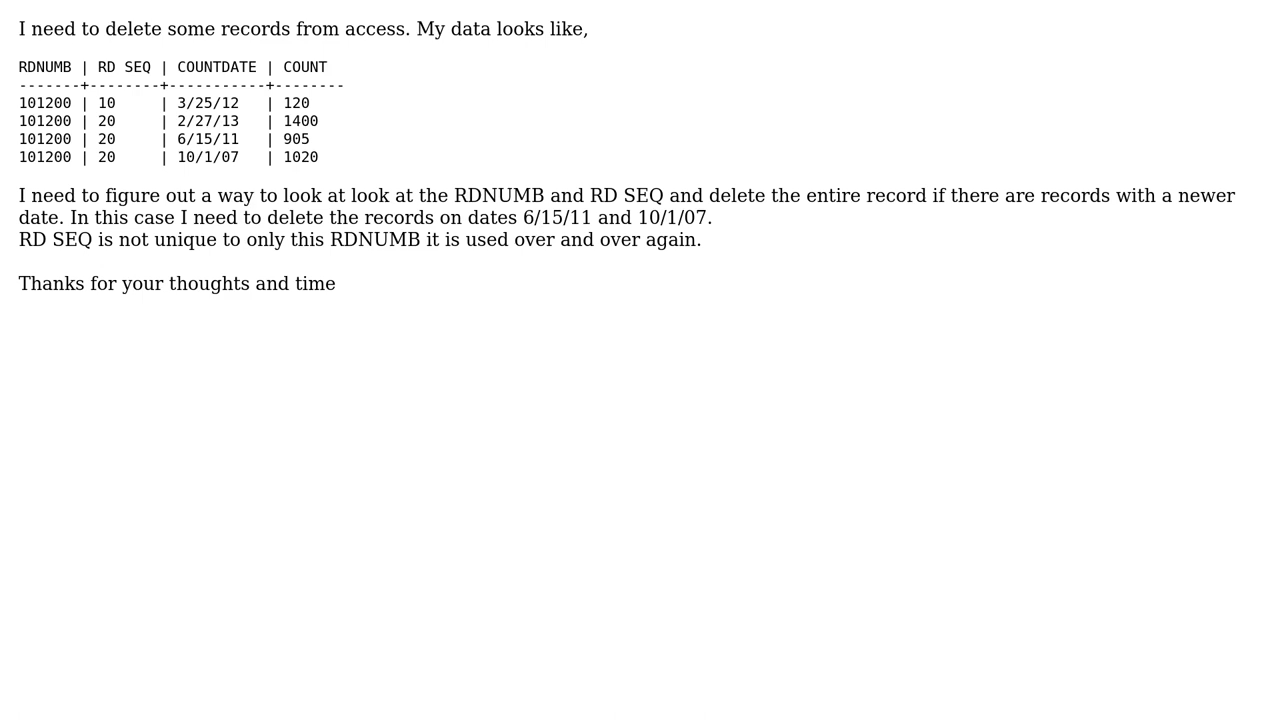 I need to delete some records from access. My data looks like,
RDNUMB | RD SEQ | COUNTDATE | COUNT
-------+--------+-----------+--------
101200 | 10     | 3/25/12   | 120
101200 | 20     | 2/27/13   | 1400
101200 | 20     | 6/15/11   | 905
101200 | 20     | 10/1/07   | 1020
I need to figure out a way to look at look at the RDNUMB and RD SEQ and delete the entire record if there are records with a newer
date. In this case I need to delete the records on dates 6/15/11 and 10/1/07.
RD SEQ is not unique to only this RDNUMB it is used over and over again.
Thanks for your thoughts and time